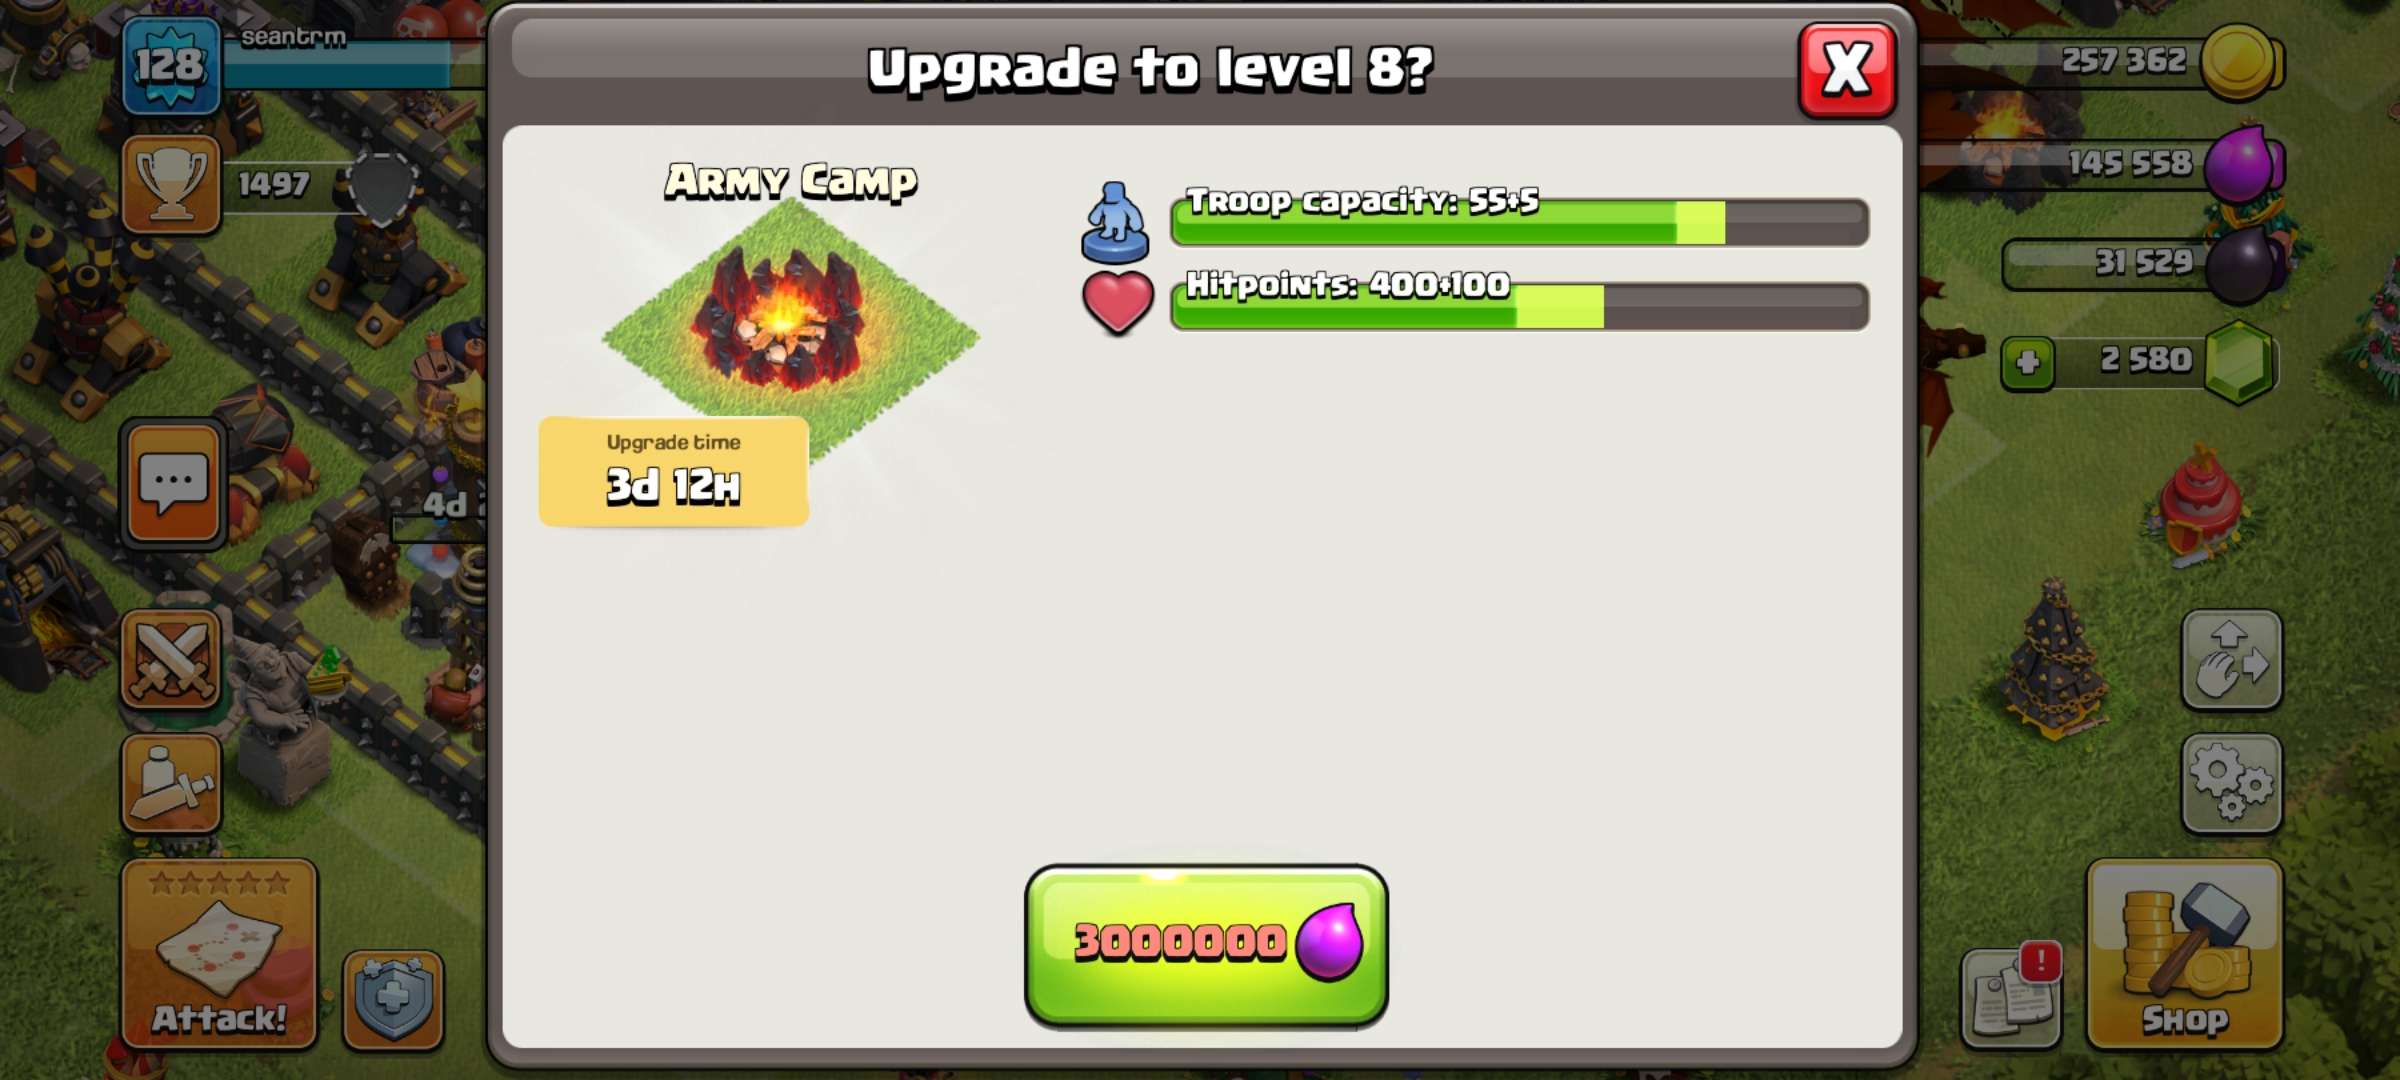 128
seantrm
1497
4d
Attack!
Upgrade to level 8?
X
Army Camp
Upgrade time
3d 12H
Troop capacity: 55+5
Hitpoints: 400+100
3000000
257 362
145 558
31 529
2 580
!
Shop